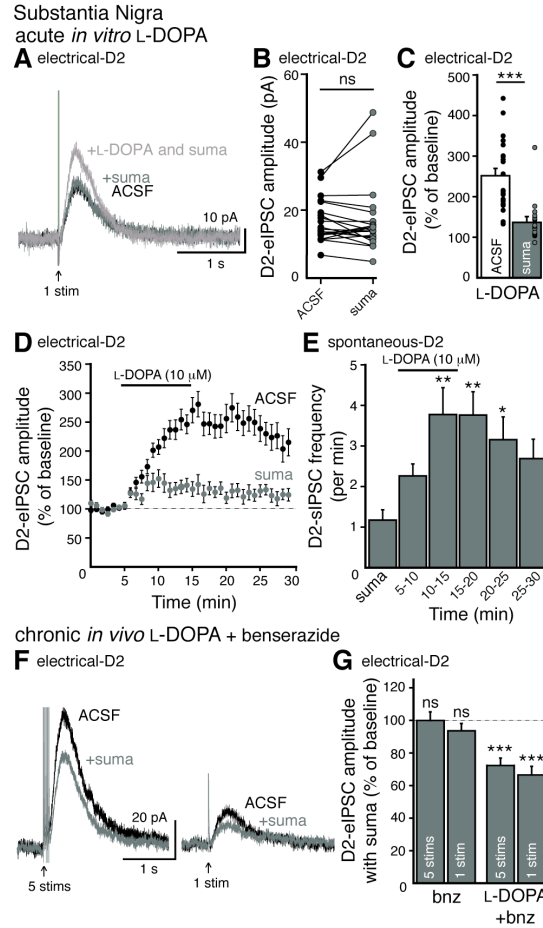 Substantia Nigra
acute in vitro L-DOPA
A electrical-D2
+L-DOPA and suma
+suma
ACSF
10 pA
1 s
1 stim
B electrical-D2
D2-eIPSC amplitude (pA)
60
40
20
0
ns
ACSF
suma
C electrical-D2
D2-eIPSC amplitude
(% of baseline)
500
400
300
200
100
0
***
ACSF
suma
L-DOPA
D electrical-D2
D2-eIPSC amplitude
(% of baseline)
350
300
250
200
150
100
50
0
L-DOPA (10 µM)
ACSF
suma
5
10
15
20
25
30
Time (min)
E spontaneous-D2
L-DOPA (10 µM)
D2-sIPSC frequency
(per min)
5
4
3
2
1
0
**
**
*
suma
5-10
10-15
15-20
20-25
25-30
Time (min)
chronic in vivo L-DOPA + benserazide
F electrical-D2
ACSF
+suma
20 pA
1 s
5 stims
ACSF
+suma
1 stim
G electrical-D2
D2-eIPSC amplitude
with suma (% of baseline)
120
100
80
60
40
20
0
ns
ns
***
***
5 stims
1 stim
5 stims
1 stim
bnz
L-DOPA
+bnz